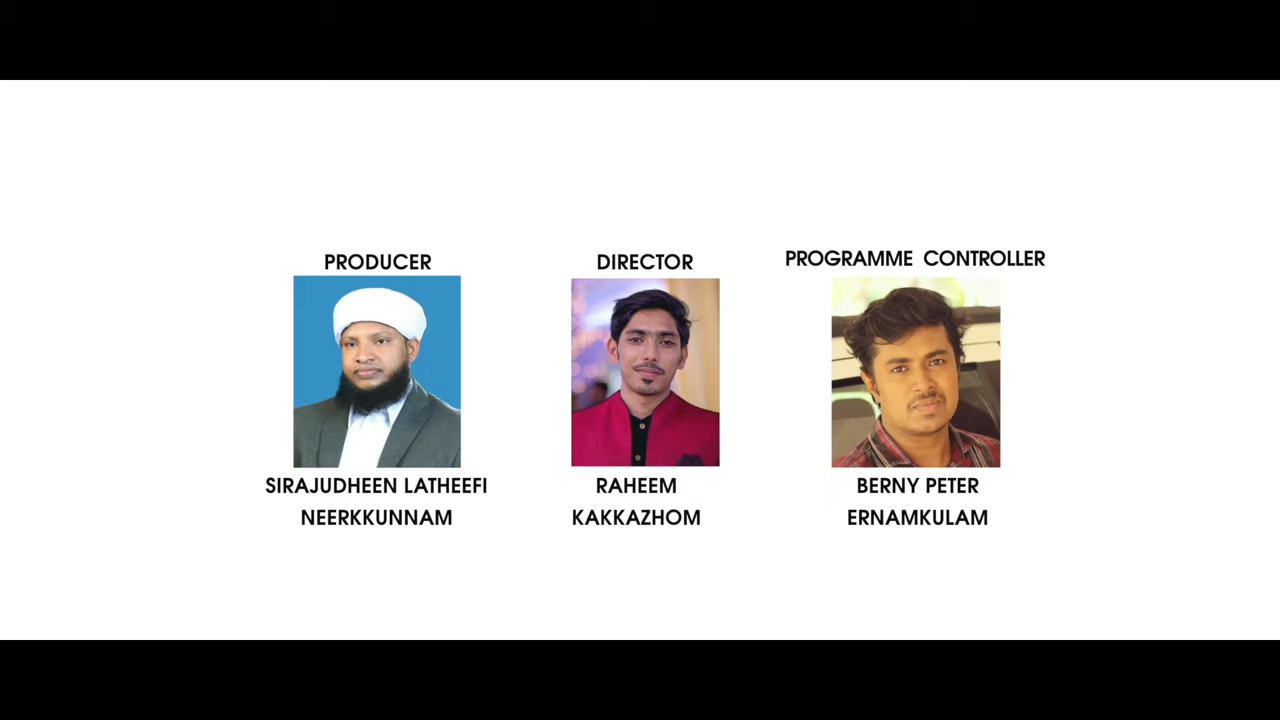 PRODUCER
SIRAJUDHEEN LATHEEFI
NEERKKUNNAM
DIRECTOR
RAHEEM
KAKKAZHOM
PROGRAMME CONTROLLER
BERNY PETER
ERNAMKULAM